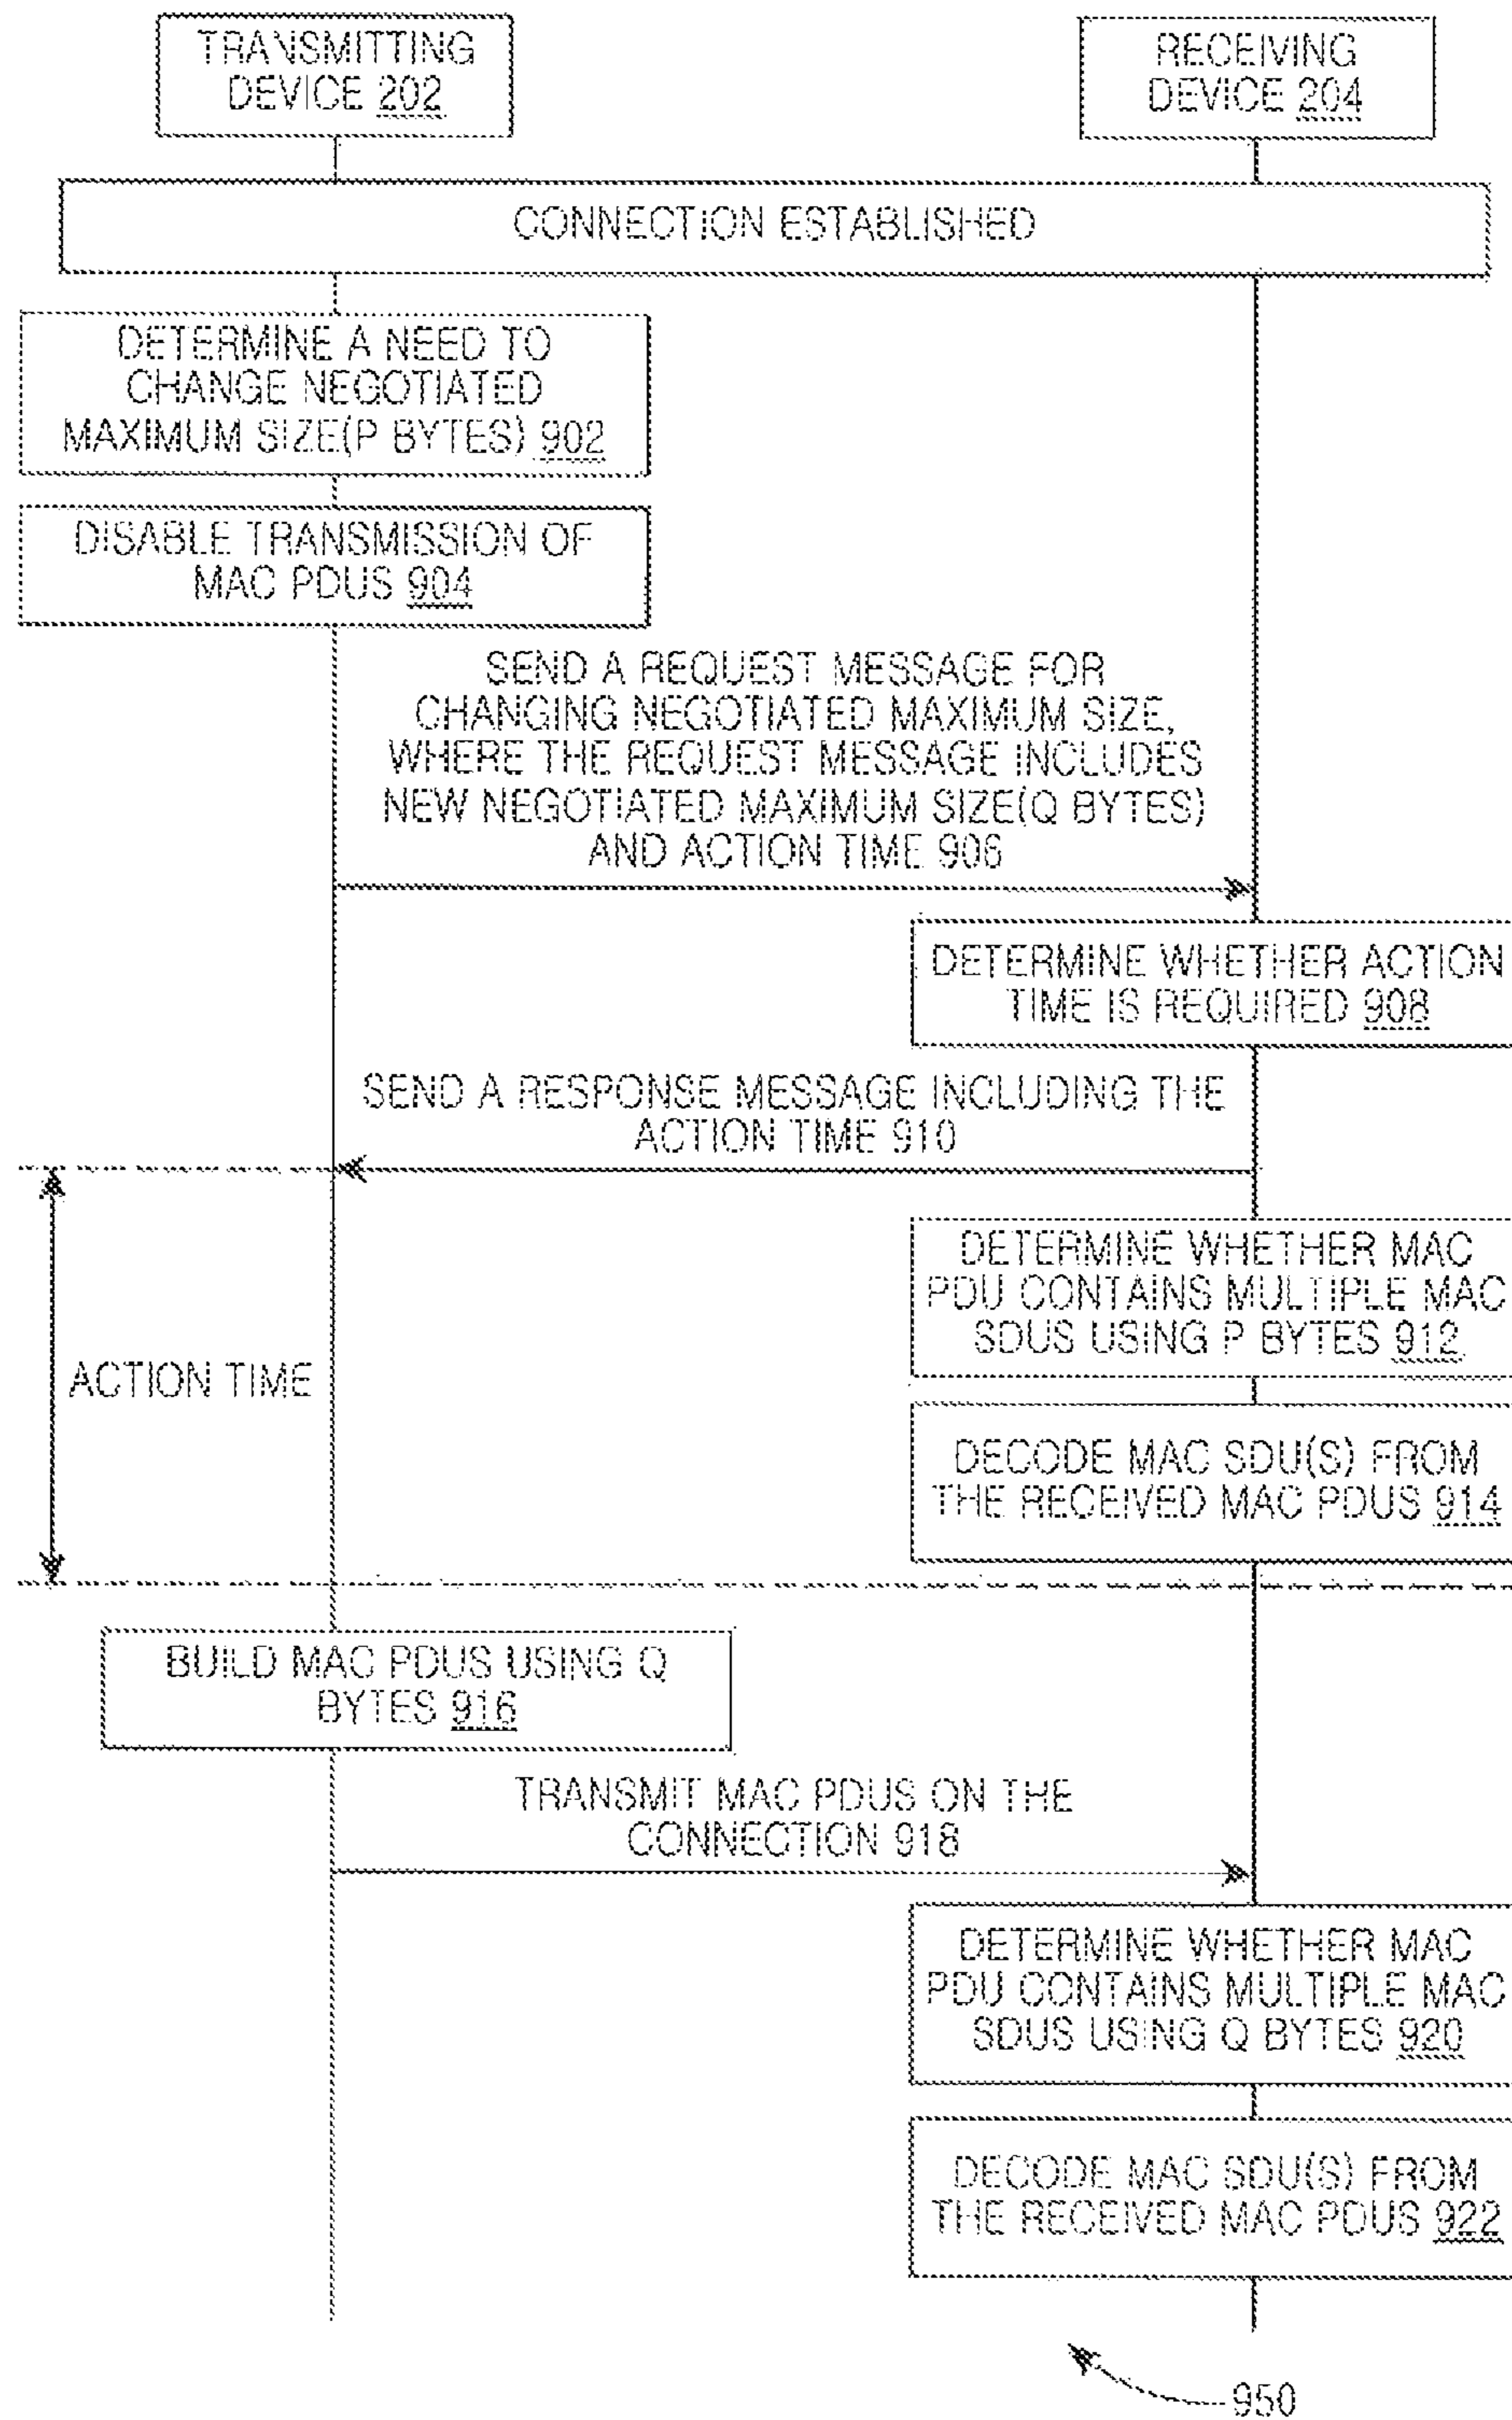 TRANSMITTING
DEVICE 202
RECEIVING
DEVICE 204
CONNECTION ESTABLISHED
DETERMINE A NEED TO
CHANGE NEGOTIATED
MAXIMUM SIZE(P BYTES) 902
DISABLE TRANSMISSION OF
MAC PDUS 904
SEND A REQUEST MESSAGE FOR
CHANGING NEGOTIATED MAXIMUM SIZE,
WHERE THE REQUEST MESSAGE INCLUDES
NEW NEGOTIATED MAXIMUM SIZE(Q BYTES)
AND ACTION TIME 906
DETERMINE WHETHER ACTION
TIME IS REQUIRED 908
SEND A RESPONSE MESSAGE INCLUDING THE
ACTION TIME 910
ACTION TIME
DETERMINE WHETHER MAC
PDU CONTAINS MULTIPLE MAC
SDUS USING P BYTES 912
DECODE MAC SDU(S) FROM
THE RECEIVED MAC PDUS 914
BUILD MAC PDUS USING Q
BYTES 916
TRANSMIT MAC PDUS ON THE
CONNECTION 918
DETERMINE WHETHER MAC
PDU CONTAINS MULTIPLE MAC
SDUS USING Q BYTES 920
DECODE MAC SDU(S) FROM
THE RECEIVED MAC PDUS 922
950